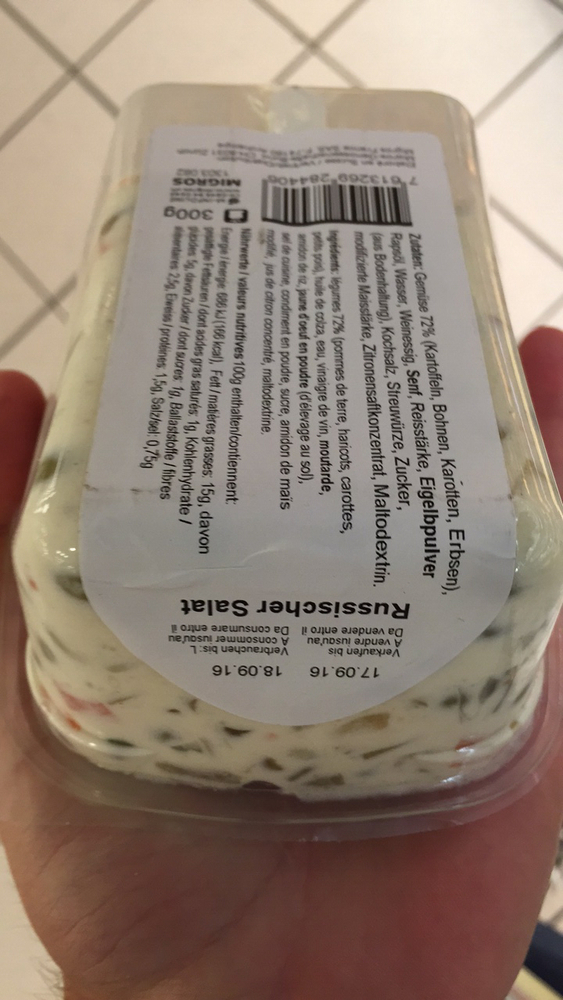 Russischer Salat
Verkaufen bis
A vendre jusqu'au
Da vendere entro il
17.09.16
Verbrauchen bis: L
A consommer jusqu'au
Da consumare entro il
18.09.16
Zutaten: Gemüse 72% (Kartoffeln, Bohnen, Karotten, Erbsen),
Rapsöl, Wasser, Weinessig, Senf, Reisstärke, Eigelbpulver
(aus Bodenhaltung), Kochsalz, Streuwürze, Zucker,
modifizierte Maisstärke, Zitronensaftkonzentrat, Maltodextrin.
Ingrédients: légumes 72% (pommes de terre, haricots, carottes,
petits pois), huile de colza, eau, vinaigre de vin, moutarde,
amidon de riz, jaune d'oeuf en poudre (d'élevage au sol),
sel de cuisine, condiment en poudre, sucre, amidon de maïs
modifié, jus de citron concentré, maltodextrine.
Nährwerte / valeurs nutritives 100g enthalten/contiennent:
Energie / énergie 686 kJ (166 kcal), Fett / matières grasses: 15g, davon
gesättigte Fettsäuren / dont acides gras saturés: 1g, Kohlenhydrate /
glucides 5g, davon Zucker / dont sucres: 1g, Ballaststoffe / fibres
alimentaires: 2,5g, Eiweiss / protéines: 1,5g, Salz/sel: 0,75g
7 613269 284406
300g
MIGROS
1303.082